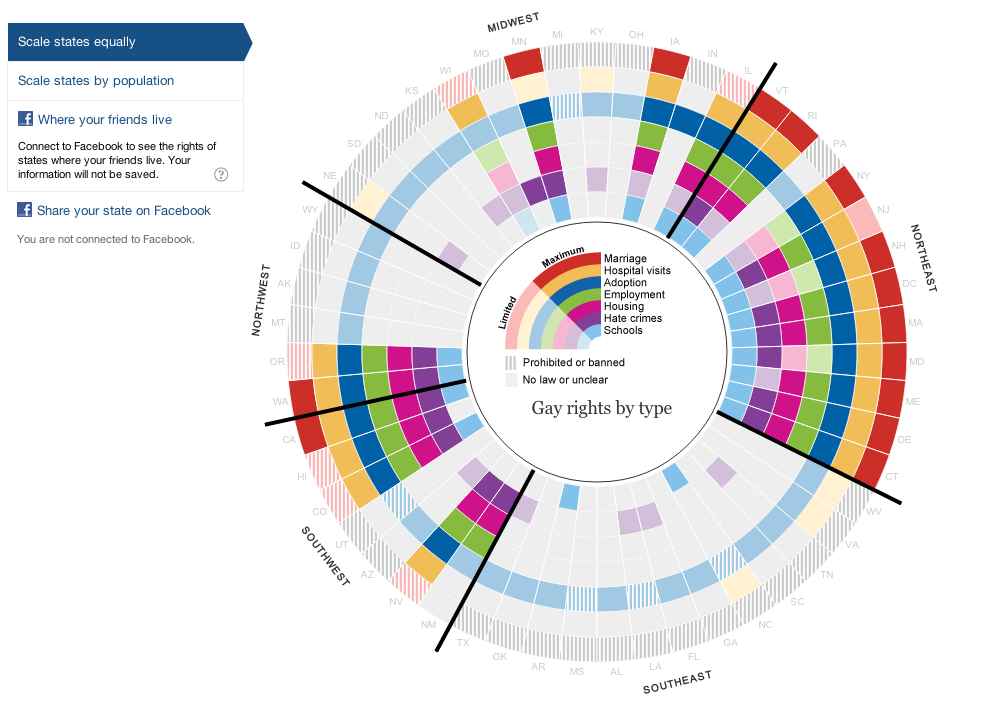 Scale states equally
Scale states by population
Where your friends live
Connect to Facebook to see the rights of
states where your friends live. Your
information will not be saved.
?
Share your state on Facebook
You are not connected to Facebook.
MIDWEST
NE
SD
ND
KS
WI
MO
MN
MI
KY
OH
IA
IN
IL
NORTHEAST
VT
RI
PA
NY
NJ
NH
DC
MA
MD
ME
DE
CT
SOUTHEAST
WV
VA
TN
SC
NC
GA
FL
LA
AL
MS
AR
OK
TX
SOUTHWEST
NM
NV
AZ
UT
CO
HI
CA
NORTHWEST
WA
OR
MT
AK
ID
WY
Maximum
Limited
Marriage
Hospital visits
Adoption
Employment
Housing
Hate crimes
Schools
Prohibited or banned
No law or unclear
Gay rights by type